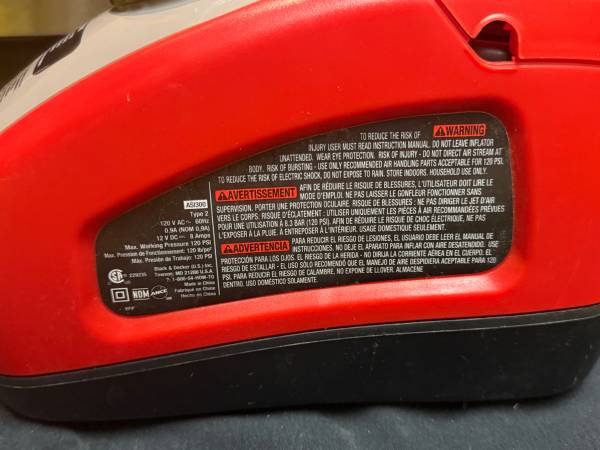 ASI300
Type 2
120 V AC~ 60Hz
0.9A (NOM 0,9A)
12 V DC⎓ 8 Amps
Max. Working Pressure 120 PSI
Max. Pression de Fonctionnement: 120 lb/po²
Máx. Presión de Trabajo: 120 PSI
Black & Decker (U.S.) Inc.
Towson, MD 21286 U.S.A.
T: 1-800-54-HOW-TO
Made in China
Fabriqué en China
Hecho en China
229235
NOM ANCE
⚠WARNING TO REDUCE THE RISK OF
INJURY USER MUST READ INSTRUCTION MANUAL. DO NOT LEAVE INFLATOR
UNATTENDED. WEAR EYE PROTECTION. RISK OF INJURY - DO NOT DIRECT AIR STREAM AT
BODY. RISK OF BURSTING - USE ONLY RECOMMENDED AIR HANDLING PARTS ACCEPTABLE FOR 120 PSI.
TO REDUCE THE RISK OF ELECTRIC SHOCK, DO NOT EXPOSE TO RAIN. STORE INDOORS. HOUSEHOLD USE ONLY.
⚠AVERTISSEMENT AFIN DE RÉDUIRE LE RISQUE DE BLESSURES, L'UTILISATEUR DOIT LIRE LE
MODE D'EMPLOI. NE PAS LAISSER LE GONFLEUR FONCTIONNER SANS
SUPERVISION, PORTER UNE PROTECTION OCULAIRE. RISQUE DE BLESSURES : NE PAS DIRIGER LE JET D'AIR
VERS LE CORPS. RISQUE D'ÉCLATEMENT : UTILISER UNIQUEMENT LES PIÈCES À AIR RECOMMANDÉES PRÉVUES
POUR UNE UTILISATION À 8.3 BAR (120 PSI). AFIN DE RÉDUIRE LE RISQUE DE CHOC ÉLECTRIQUE, NE PAS
L'EXPOSER À LA PLUIE. À ENTREPOSER À L'INTÉRIEUR. USAGE DOMESTIQUE SEULEMENT.
⚠ADVERTENCIA PARA REDUCIR EL RIESGO DE LESIONES, EL USUARIO DEBE LEER EL MANUAL DE
INSTRUCCIONES. NO DEJE EL APARATO PARA INFLAR CON AIRE DESATENDIDO. USE
PROTECCIÓN PARA LOS OJOS. EL RIESGO DE LA HERIDA - NO DIRIJA LA CORRIENTE AÉREA EN EL CUERPO. EL
RIESGO DE ESTALLAR - EL USO SÓLO RECOMENDÓ QUE EL MANEJO DE AIRE DESPIDIERA ACEPTABLE PARA 120
PSI. PARA REDUCIR EL RIESGO DE CALAMBRE, NO EXPONE DE LLOVER. ALMACENE
DENTRO. USO DOMÉSTICO SOLAMENTE.